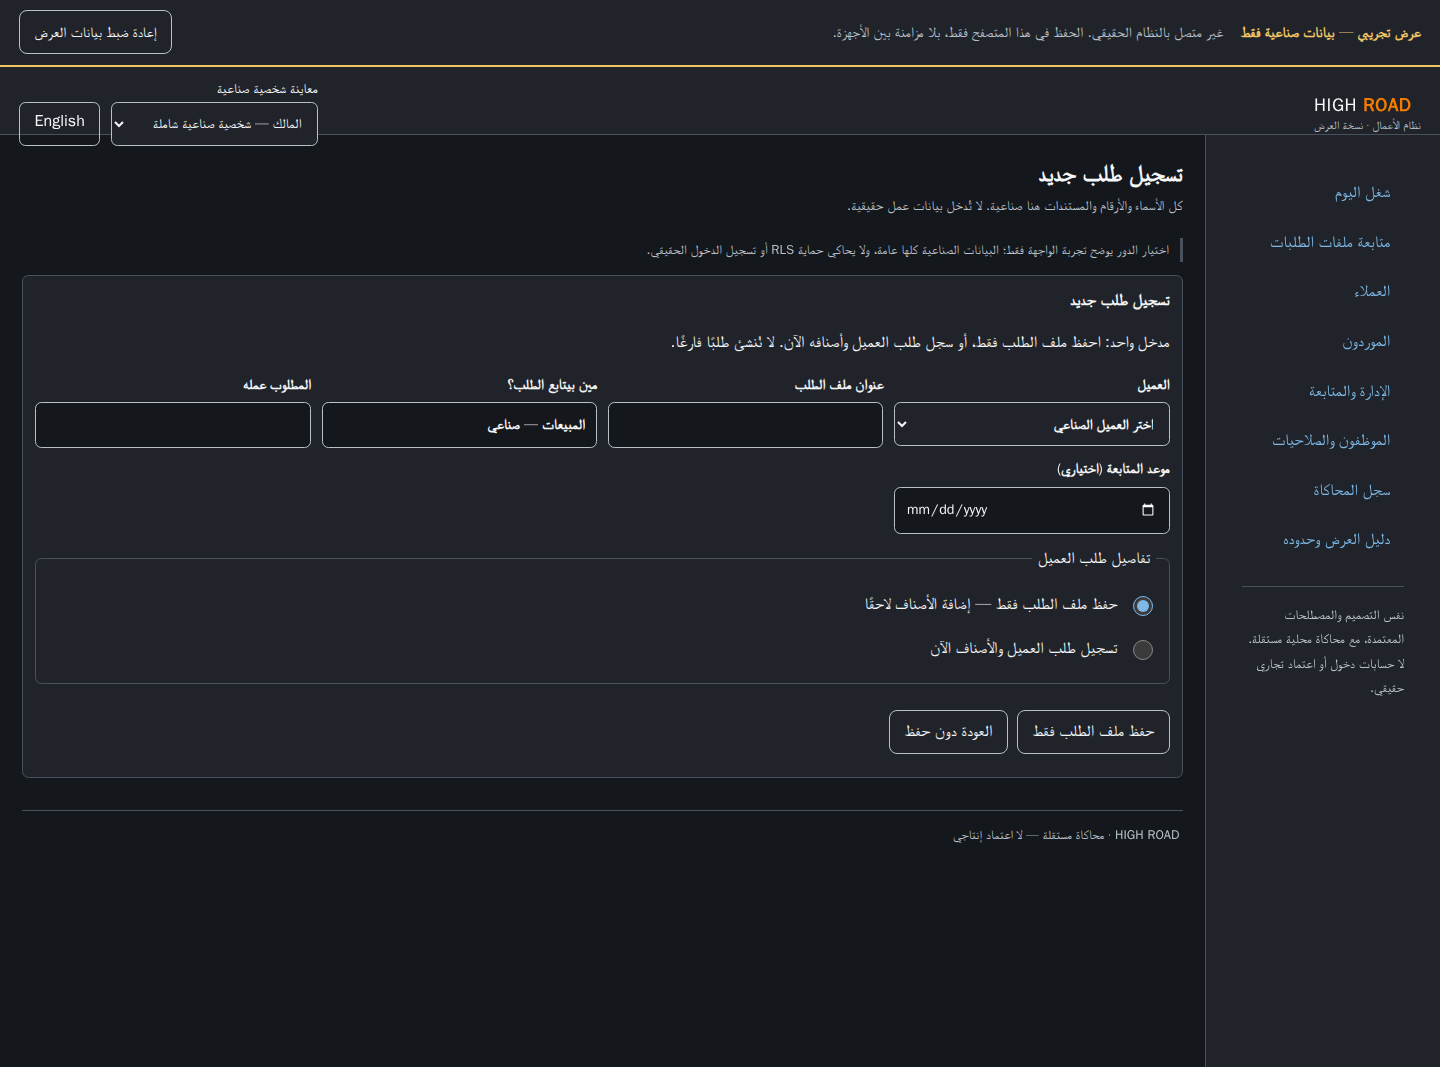 عرض تجريبي — بيانات صناعية فقط
غير متصل بالنظام الحقيقي. الحفظ في هذا المتصفح فقط، بلا مزامنة بين الأجهزة.
إعادة ضبط بيانات العرض
HIGH ROAD
نظام الأعمال · نسخة العرض
معاينة شخصية صناعية
المالك — شخصية صناعية شاملة
English
شغل اليوم
متابعة ملفات الطلبات
العملاء
الموردون
الإدارة والمتابعة
الموظفون والصلاحيات
سجل المحاكاة
دليل العرض وحدوده
نفس التصميم والمصطلحات
المعتمدة، مع محاكاة محلية مستقلة.
لا حسابات دخول أو اعتماد تجاري
حقيقي.
تسجيل طلب جديد
كل الأسماء والأرقام والمستندات هنا صناعية. لا تُدخل بيانات عمل حقيقية.
اختيار الدور يوضح تجربة الواجهة فقط؛ البيانات الصناعية كلها عامة، ولا يحاكي حماية RLS أو تسجيل الدخول الحقيقي.
تسجيل طلب جديد
مدخل واحد: احفظ ملف الطلب فقط، أو سجل طلب العميل وأصنافه الآن. لا تُنشئ طلبًا فارغًا.
العميل
اختر العميل الصناعي
عنوان ملف الطلب
مين بيتابع الطلب؟
المبيعات — صناعي
المطلوب عمله
موعد المتابعة (اختياري)
mm/dd/yyyy
تفاصيل طلب العميل
حفظ ملف الطلب فقط — إضافة الأصناف لاحقًا
تسجيل طلب العميل والأصناف الآن
حفظ ملف الطلب فقط
العودة دون حفظ
HIGH ROAD · محاكاة مستقلة — لا اعتماد إنتاجي